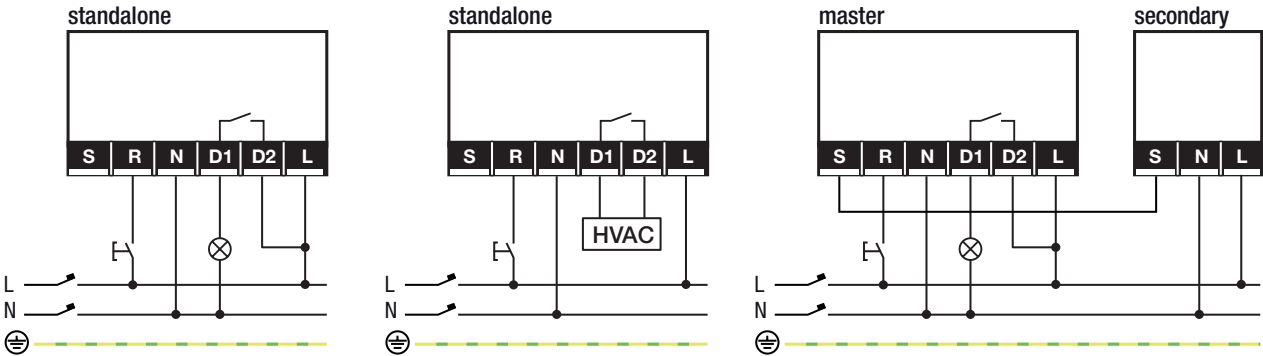 standalone
S R N D1 D2 L
L
N
standalone
S R N D1 D2 L
HVAC
L
N
master
S R N D1 D2 L
secondary
S N L
L
N